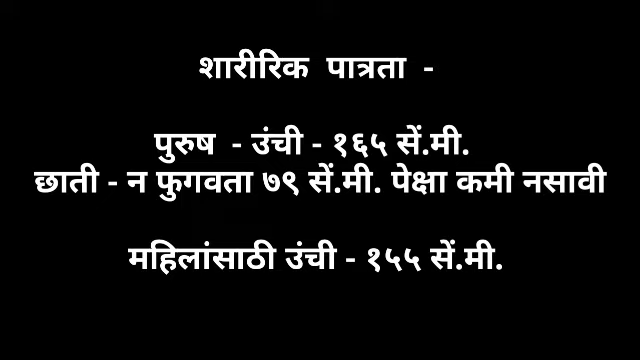 शारीरिक पात्रता -
पुरुष - उंची - १६५ सें.मी.
छाती - न फुगवता ७९ सें.मी. पेक्षा कमी नसावी
महिलांसाठी उंची - १५५ सें.मी.